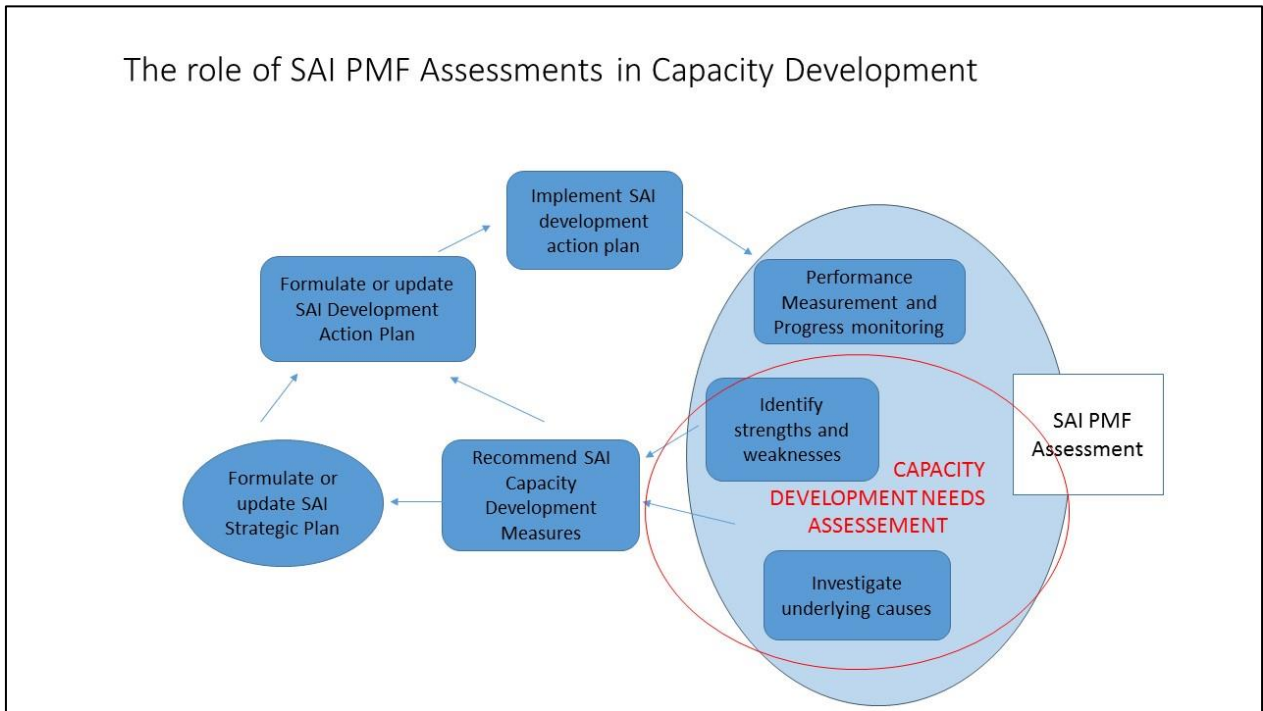 The role of SAI PMF Assessments in Capacity Development
Implement SAI
development
action plan
Formulate or update
SAI Development
Action Plan
Performance
Measurement and
Progress monitoring
Identify
strengths and
weaknesses
SAI PMF
Assessment
Recommend SAI
Capacity
Development
Measures
Formulate or
update SAI
Strategic Plan
CAPACITY
DEVELOPMENT NEEDS
ASSESSEMENT
Investigate
underlying causes